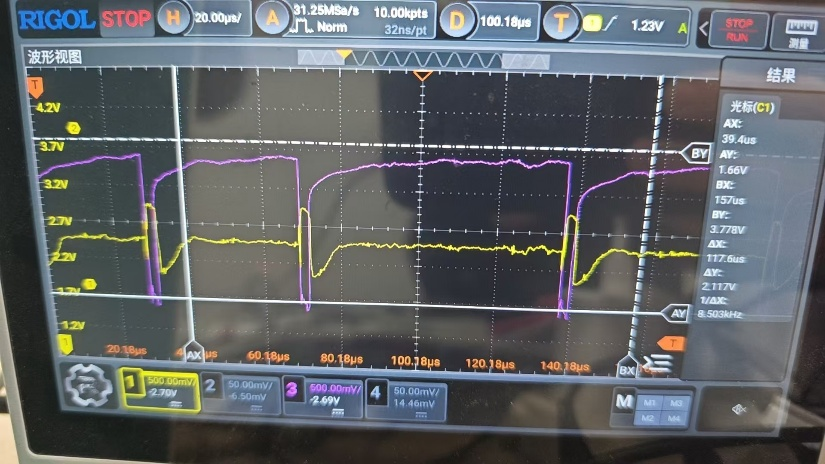 RIGOL STOP H 20.00µs/ A 31.25MSa/s 10.00kpts D 100.18µs T 1 1.23V A STOP
Norm 32ns/pt RUN 测量
波形视图 结果
T
4.2V 光标(C1)
2 AX:
3.7V 39.4us
BY AY:
3.2V 1.66V
BX:
157us
2.7V BY:
3.778V
2.2V ΔX:
117.6us
1 ΔY:
1.7V 2.117V
AY 1/ΔX:
1.2V 8.503kHz
1 T
20.18µs AX µs 60.18µs 80.18µs 100.18µs 120.18µs 140.18µs BX
1 500.00mV/ 2 50.00mV/ 3 500.00mV/ 4 50.00mV/ M M1 M3
-2.70V -6.50mV -2.69V 14.46mV M2 M4